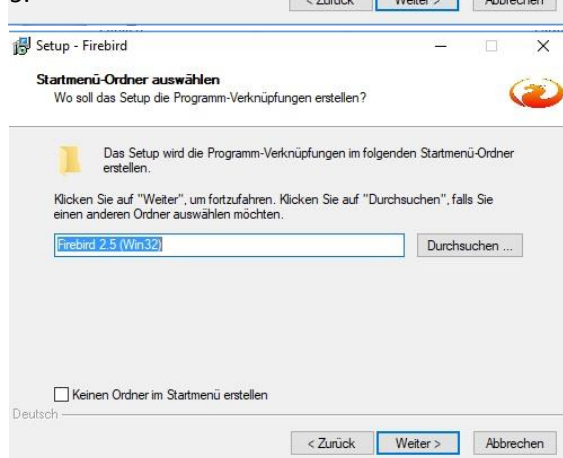 < Zurück Weiter > Abbrechen
Setup - Firebird
Startmenü-Ordner auswählen
Wo soll das Setup die Programm-Verknüpfungen erstellen?
Das Setup wird die Programm-Verknüpfungen im folgenden Startmenü-Ordner
erstellen.
Klicken Sie auf "Weiter", um fortzufahren. Klicken Sie auf "Durchsuchen", falls Sie
einen anderen Ordner auswählen möchten.
Firebird 2.5 (Win32) Durchsuchen ...
Keinen Ordner im Startmenü erstellen
Deutsch
< Zurück Weiter > Abbrechen